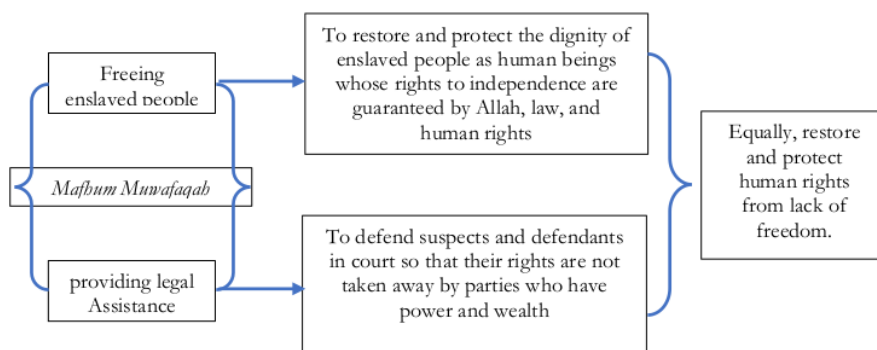 Freeing
enslaved people
To restore and protect the dignity of
enslaved people as human beings
whose rights to independence are
guaranteed by Allah, law, and
human rights
Mafhum Muwafaqah
providing legal
Assistance
To defend suspects and defendants
in court so that their rights are not
taken away by parties who have
power and wealth
Equally, restore
and protect
human rights
from lack of
freedom.